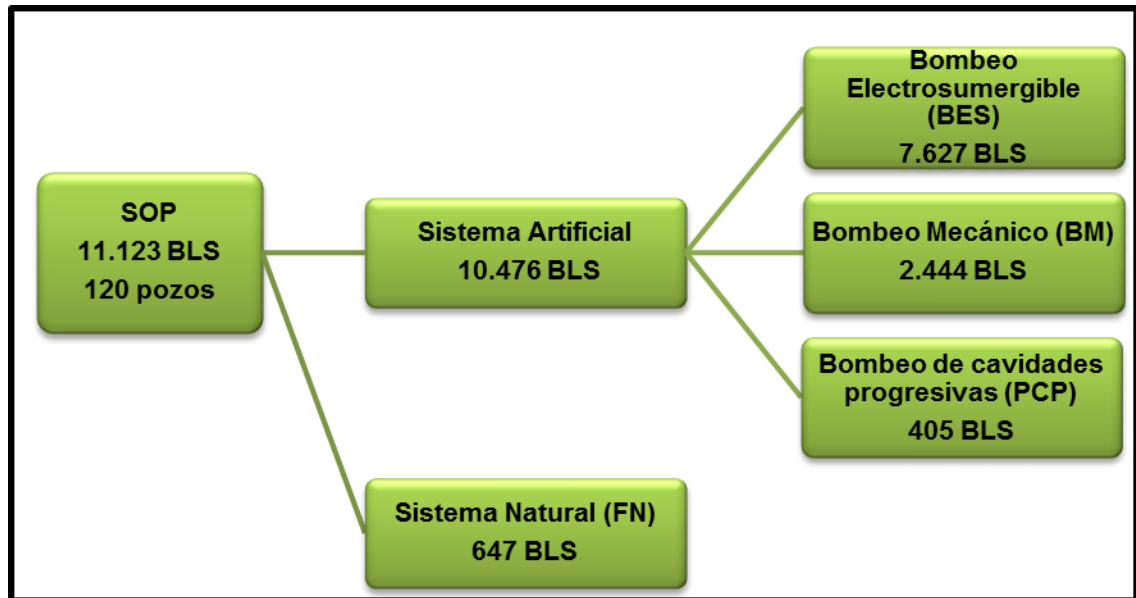 SOP
11.123 BLS
120 pozos
Sistema Artificial
10.476 BLS
Sistema Natural (FN)
647 BLS
Bombeo
Electrosumergible
(BES)
7.627 BLS
Bombeo Mecánico (BM)
2.444 BLS
Bombeo de cavidades
progresivas (PCP)
405 BLS